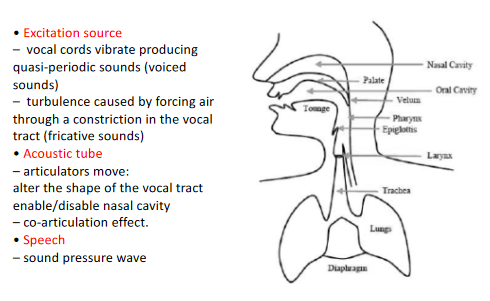 • Excitation source
– vocal cords vibrate producing
quasi-periodic sounds (voiced
sounds)
– turbulence caused by forcing air
through a constriction in the vocal
tract (fricative sounds)
• Acoustic tube
– articulators move:
alter the shape of the vocal tract
enable/disable nasal cavity
– co-articulation effect.
• Speech
– sound pressure wave
Nasal Cavity
Palate
Oral Cavity
Velum
Tounge
Pharynx
Epiglottis
Larynx
Trachea
Lungs
Diaphragm